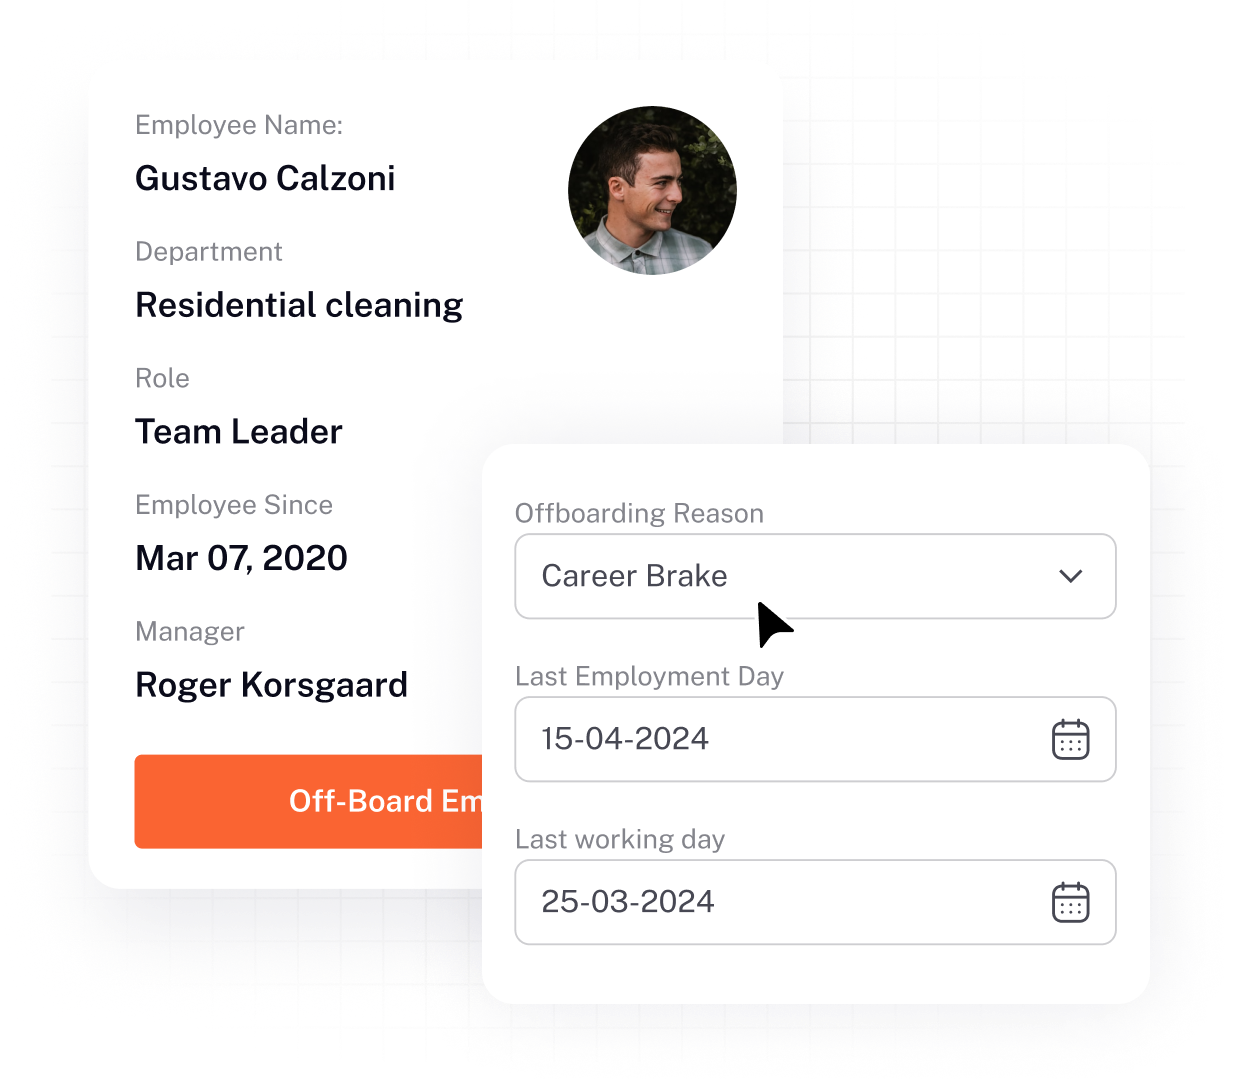 Employee Name:
Gustavo Calzoni
Department
Residential cleaning
Role
Team Leader
Employee Since
Mar 07, 2020
Manager
Roger Korsgaard
Off-Board Em
Offboarding Reason
Career Brake
Last Employment Day
15-04-2024
Last working day
25-03-2024